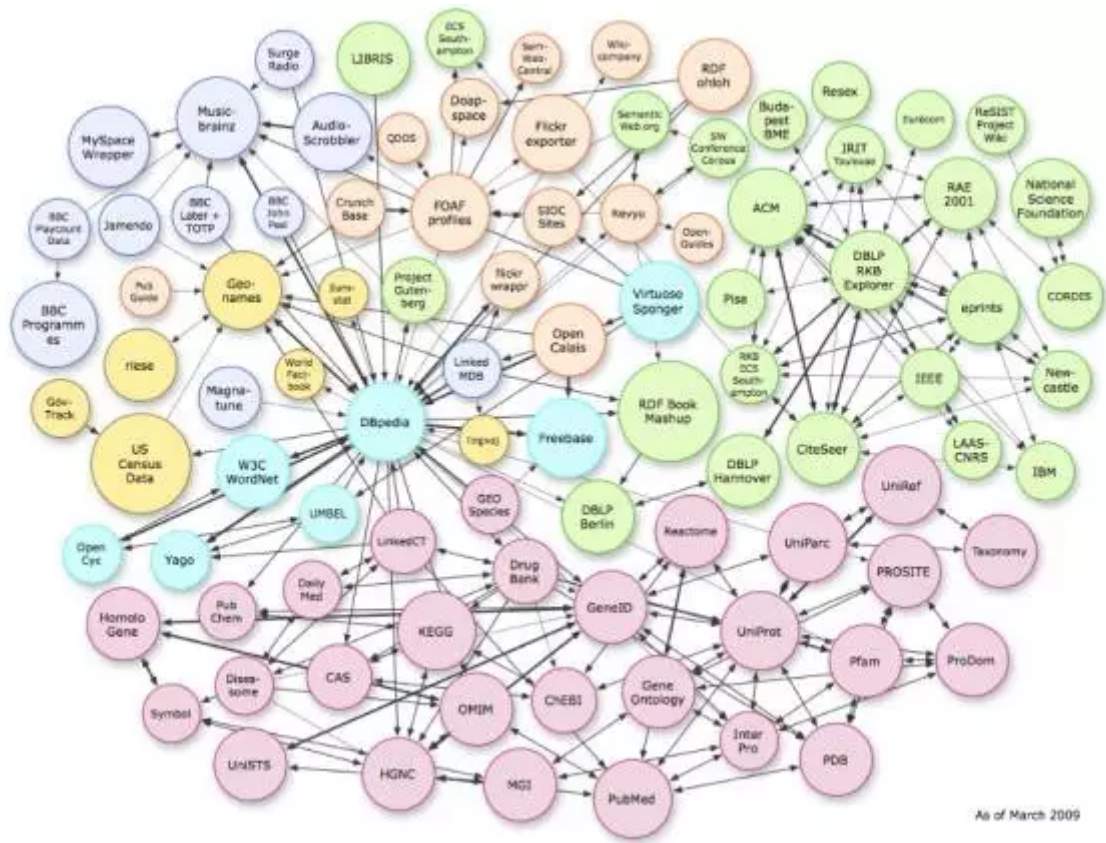 Surge
Radio
LIBRIS
ECS
South-
ampton
Sem-
Web-
Central
Wiki-
company
RDF
ohloh
Music-
brainz
Audio-
Scrobbler
MySpace
Wrapper
QDOS
Doap-
space
Flickr
exporter
Semantic
Web.org
SW
Conference
Corpus
Buda-
pest
BME
Resex
Eurécom
ReSIST
Project
Wiki
IRIT
Toulouse
RAE
2001
National
Science
Foundation
BBC
Playcount
Data
Jamendo
BBC
Later +
TOTP
BBC
John
Peel
Crunch
Base
FOAF
profiles
SIOC
Sites
Revyu
Open-
Guides
ACM
DBLP
RKB
Explorer
Pub
Guide
Geo-
names
Euro-
stat
Project
Guten-
berg
flickr
wrappr
Virtuoso
Sponger
Pisa
eprints
CORDIS
BBC
Programm
es
riese
World
Fact-
book
Linked
MDB
Open
Calais
RKB
ECS
South-
ampton
IEEE
New-
castle
Gov-
Track
Magna-
tune
DBpedia
lingvoj
Freebase
RDF Book
Mashup
US
Census
Data
W3C
WordNet
DBLP
Hannover
CiteSeer
LAAS-
CNRS
IBM
UMBEL
GEO
Species
DBLP
Berlin
Reactome
UniRef
Open
Cyc
Yago
LinkedCT
UniParc
Taxonomy
Daily
Med
Drug
Bank
PROSITE
Homolo
Gene
Pub
Chem
KEGG
GeneID
UniProt
Pfam
ProDom
Disea-
some
CAS
ChEBI
Gene
Ontology
Symbol
OMIM
Inter
Pro
UniSTS
HGNC
MGI
PubMed
PDB
As of March 2009